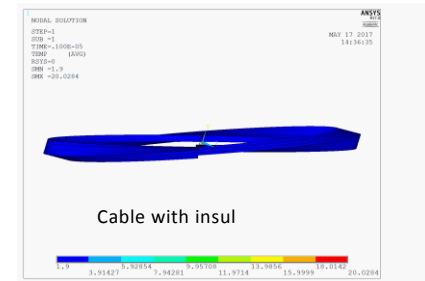 NODAL SOLUTION
STEP=1
SUB =1
TIME=.100E-05
TEMP (AVG)
RSYS=0
SMN =1.9
SMX =20.0284
ANSYS
MAY 17 2017
14:36:35
Cable with insul
1.9 5.92854 9.95708 13.9856 18.0142
3.91427 7.94281 11.9714 15.9999 20.0284